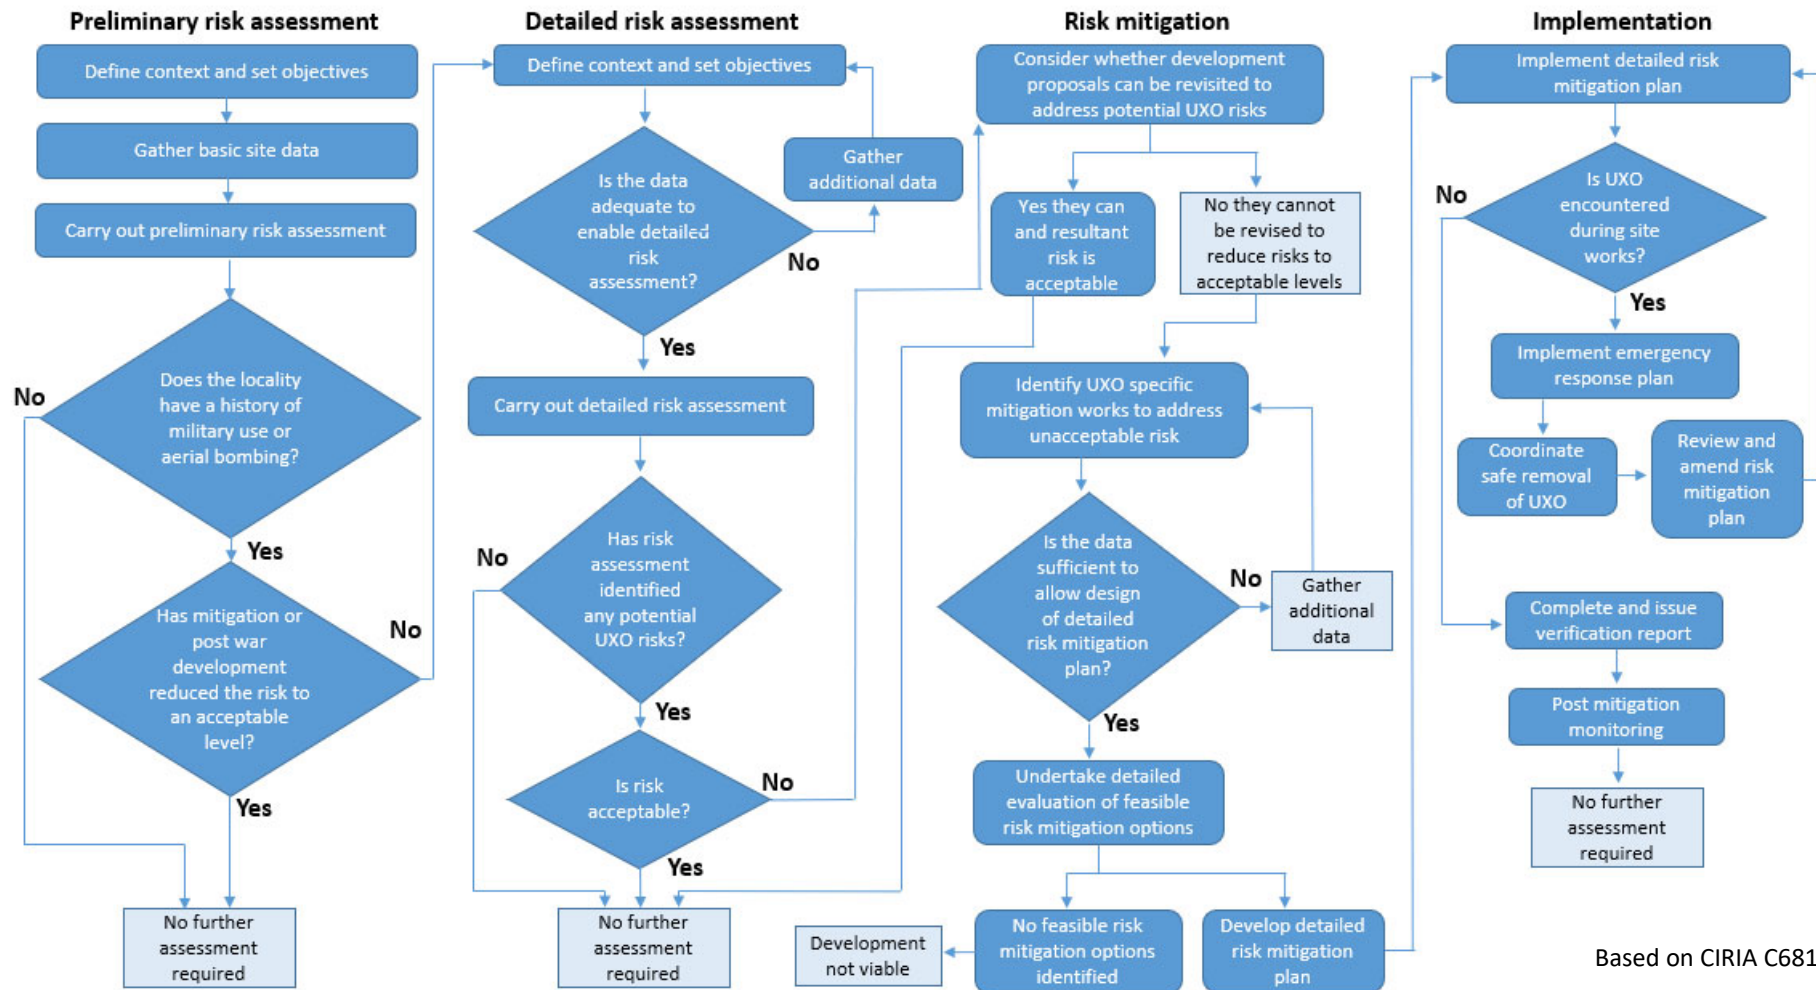 Preliminary risk assessment
Define context and set objectives
Gather basic site data
Carry out preliminary risk assessment
Does the locality
have a history of
military use or
aerial bombing?
No
Yes
Has mitigation or
post war
development
reduced the risk to
an acceptable
level?
No
Yes
No further
assessment
required
Detailed risk assessment
Define context and set objectives
Gather
additional data
Is the data
adequate to
enable detailed
risk
assessment?
No
Yes
Carry out detailed risk assessment
Has risk
assessment
identified
any potential
UXO risks?
No
Yes
Is risk
acceptable?
No
Yes
No further
assessment
required
Risk mitigation
Consider whether development
proposals can be revisited to
address potential UXO risks
Yes they can
and resultant
risk is
acceptable
No they cannot
be revised to
reduce risks to
acceptable levels
Identify UXO specific
mitigation works to address
unacceptable risk
Is the data
sufficient to
allow design
of detailed
risk mitigation
plan?
No
Gather
additional
data
Yes
Undertake detailed
evaluation of feasible
risk mitigation options
Development
not viable
No feasible risk
mitigation options
identified
Develop detailed
risk mitigation
plan
Implementation
Implement detailed risk
mitigation plan
Is UXO
encountered
during site
works?
No
Yes
Implement emergency
response plan
Coordinate
safe removal
of UXO
Review and
amend risk
mitigation
plan
Complete and issue
verification report
Post mitigation
monitoring
No further
assessment
required
Based on CIRIA C681